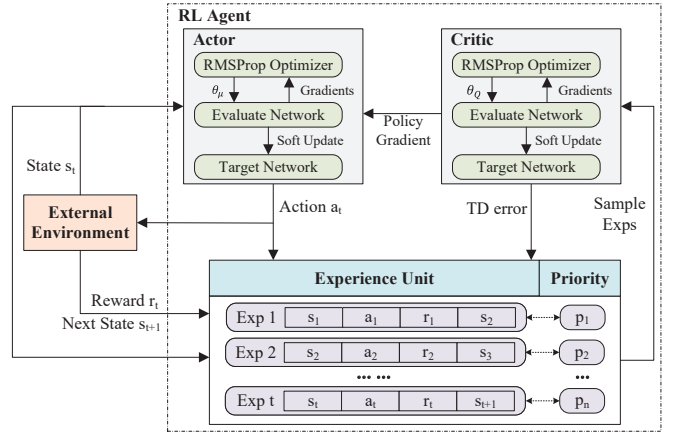 RL Agent
Actor
RMSProp Optimizer
θμ
Gradients
Evaluate Network
Soft Update
Target Network
Critic
RMSProp Optimizer
θQ
Gradients
Evaluate Network
Soft Update
Target Network
Policy
Gradient
State st
External
Environment
Action at
TD error
Sample
Exps
Reward rt
Next State st+1
Experience Unit
Priority
Exp 1 s1 a1 r1 s2 p1
Exp 2 s2 a2 r2 s3 p2
... ... ...
Exp t st at rt st+1 pn